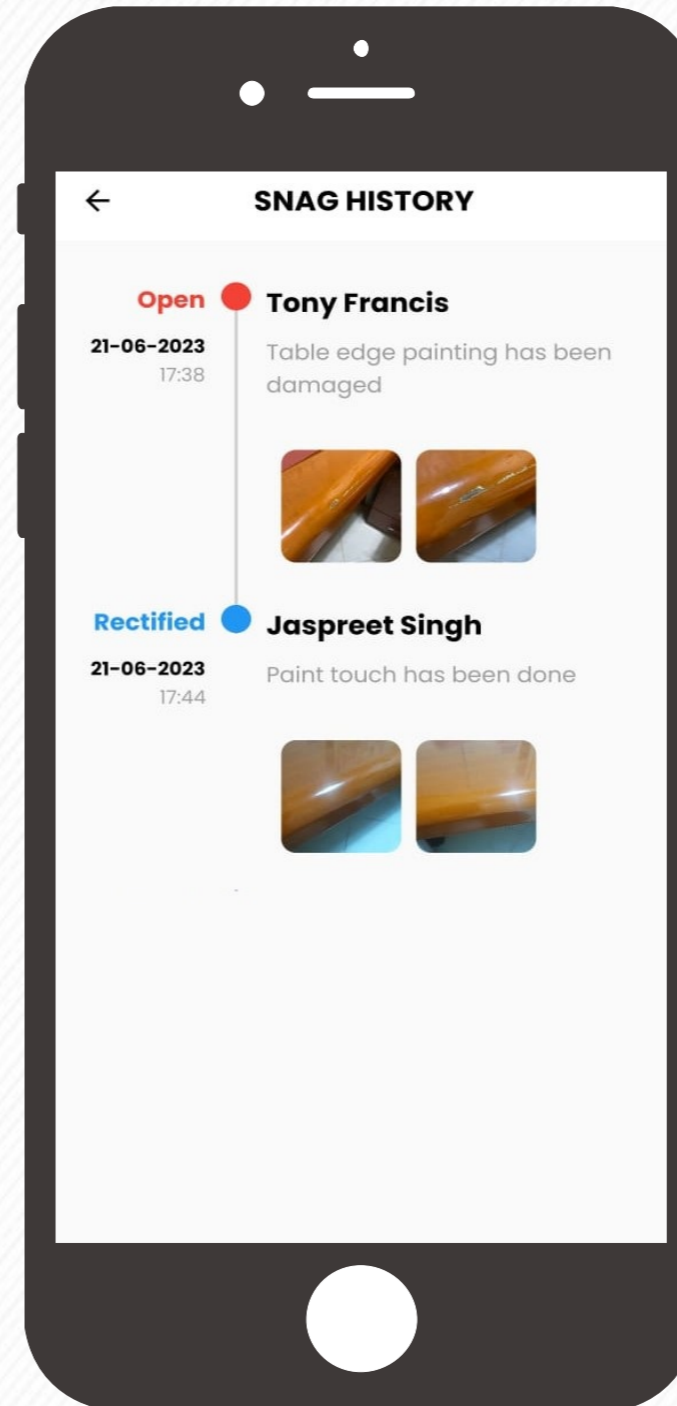 SNAG HISTORY
Open
Tony Francis
21-06-2023
17:38
Table edge painting has been
damaged
Rectified
Jaspreet Singh
21-06-2023
17:44
Paint touch has been done